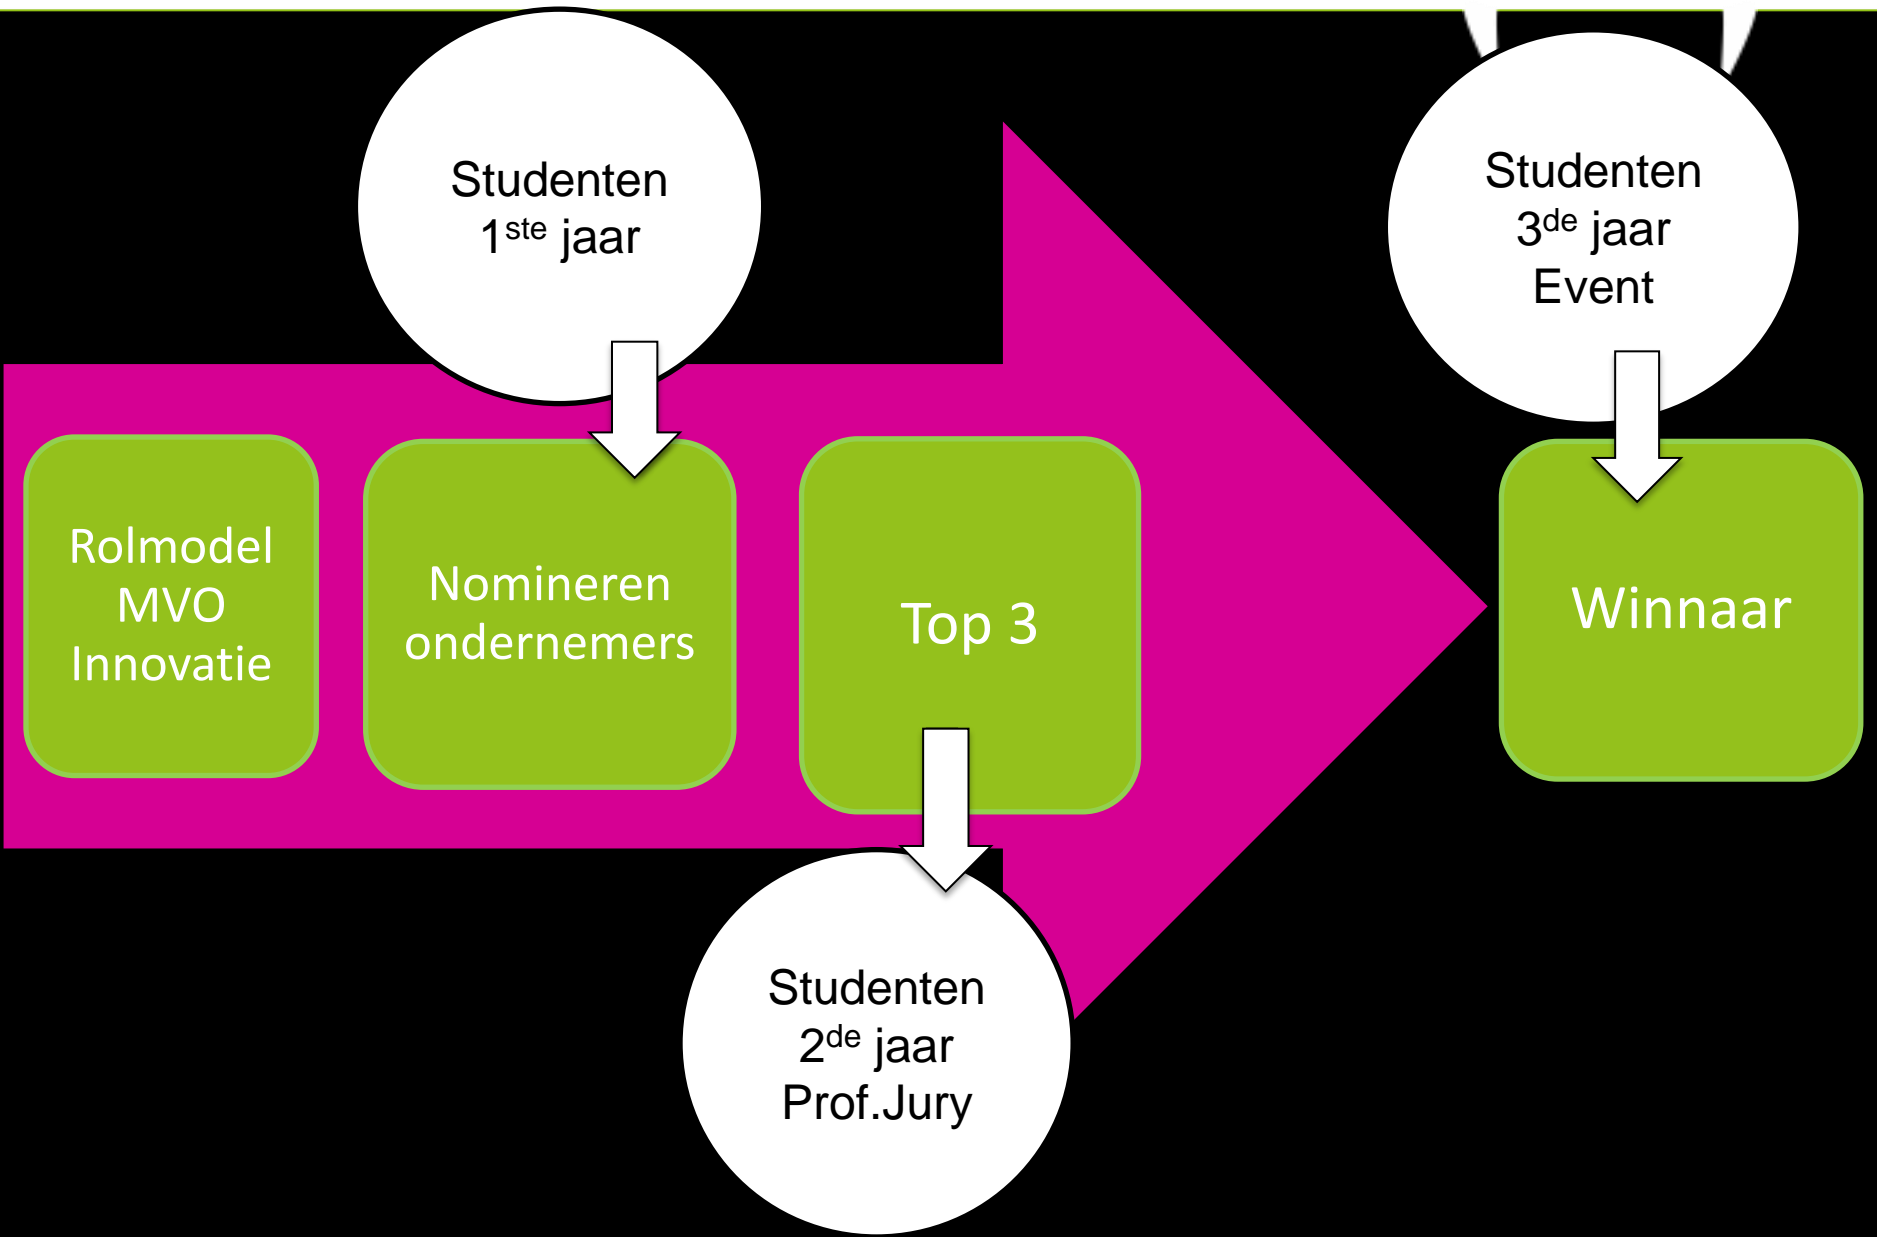 Studenten
1ste jaar
Studenten
3de jaar
Event
Rolmodel
MVO
Innovatie
Nomineren
ondernemers
Top 3
Winnaar
Studenten
2de jaar
Prof.Jury